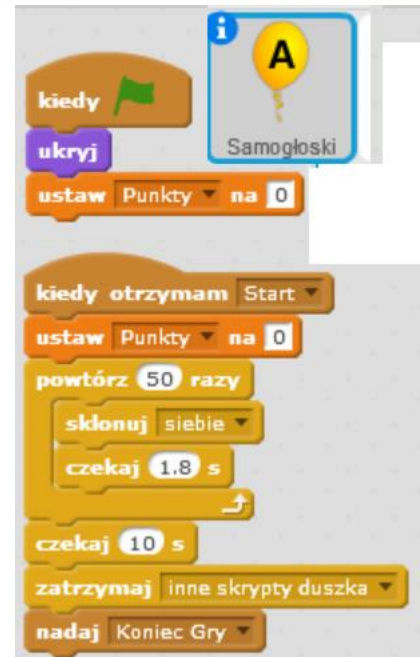 i
A
Samogłoski
kiedy
ukryj
ustaw Punkty na 0
kiedy otrzymam Start
ustaw Punkty na 0
powtórz 50 razy
sklonuj siebie
czekaj 1.8 s
czekaj 10 s
zatrzymaj inne skrypty duszka
nadaj Koniec Gry